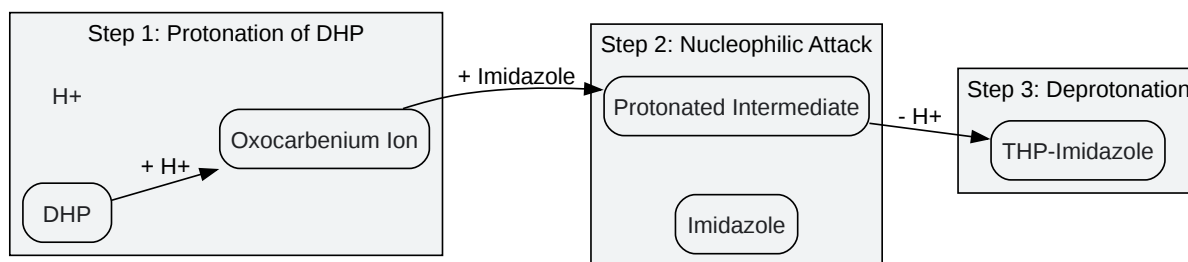 Step 1: Protonation of DHP
H+
DHP
+ H+
Oxocarbenium Ion
+ Imidazole
Step 2: Nucleophilic Attack
Protonated Intermediate
Imidazole
- H+
Step 3: Deprotonation
THP-Imidazole